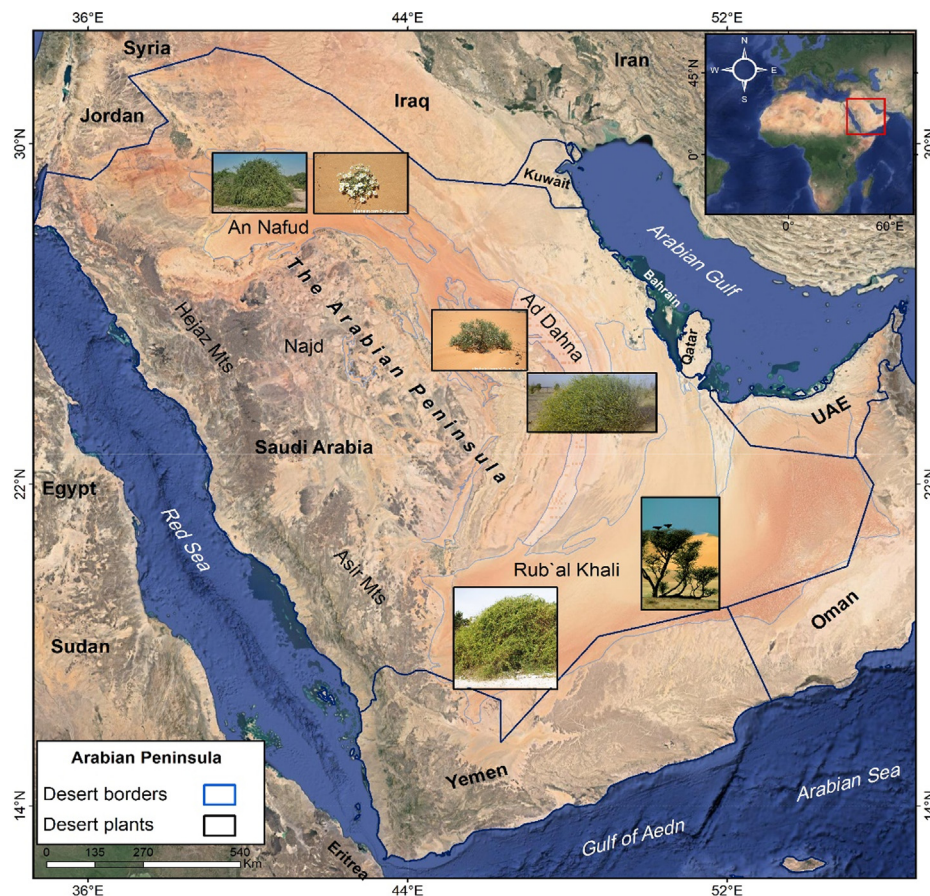 36°E
44°E
52°E
Syria
Iran
N
W
E
S
45°N
0°
0°
60°E
Jordan
Iraq
30°N
Kuwait
An Nafud
Arabian Gulf
Bahrain
Qatar
Ad Dahna
The Arabian Peninsula
Hejaz Mts
Najd
UAE
Saudi Arabia
22°N
Egypt
Red Sea
Asir Mts
Rub`al Khali
Oman
Sudan
Yemen
Arabian Sea
Gulf of Aedn
Eritrea
14°N
14°N
Arabian Peninsula
Desert borders
Desert plants
0 135 270 540
Km
36°E
44°E
52°E